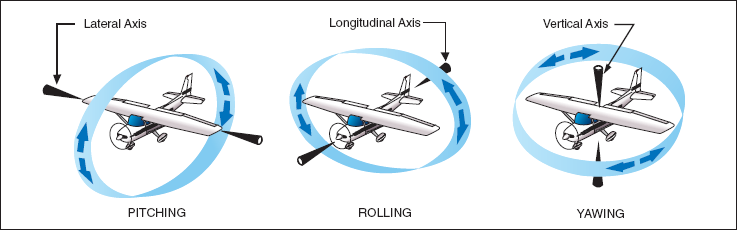 Lateral Axis
Longitudinal Axis
Vertical Axis
PITCHING
ROLLING
YAWING